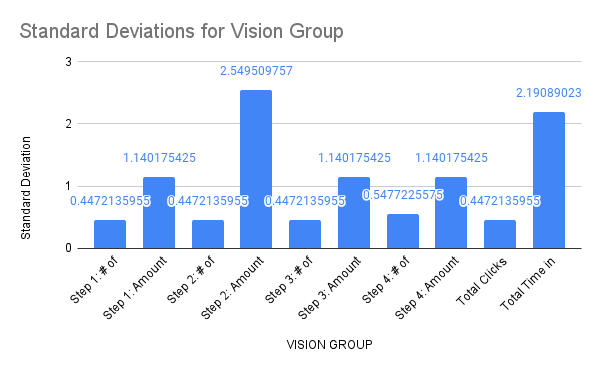 Standard Deviations for Vision Group
3
2
1
0
Standard Deviation
0.4472135955
1.140175425
0.4472135955
2.549509757
0.4472135955
1.140175425
0.5477225575
1.140175425
0.4472135955
2.19089023
Step 1: # of
Step 1: Amount
Step 2: # of
Step 2: Amount
Step 3: # of
Step 3: Amount
Step 4: # of
Step 4: Amount
Total Clicks
Total Time in
VISION GROUP